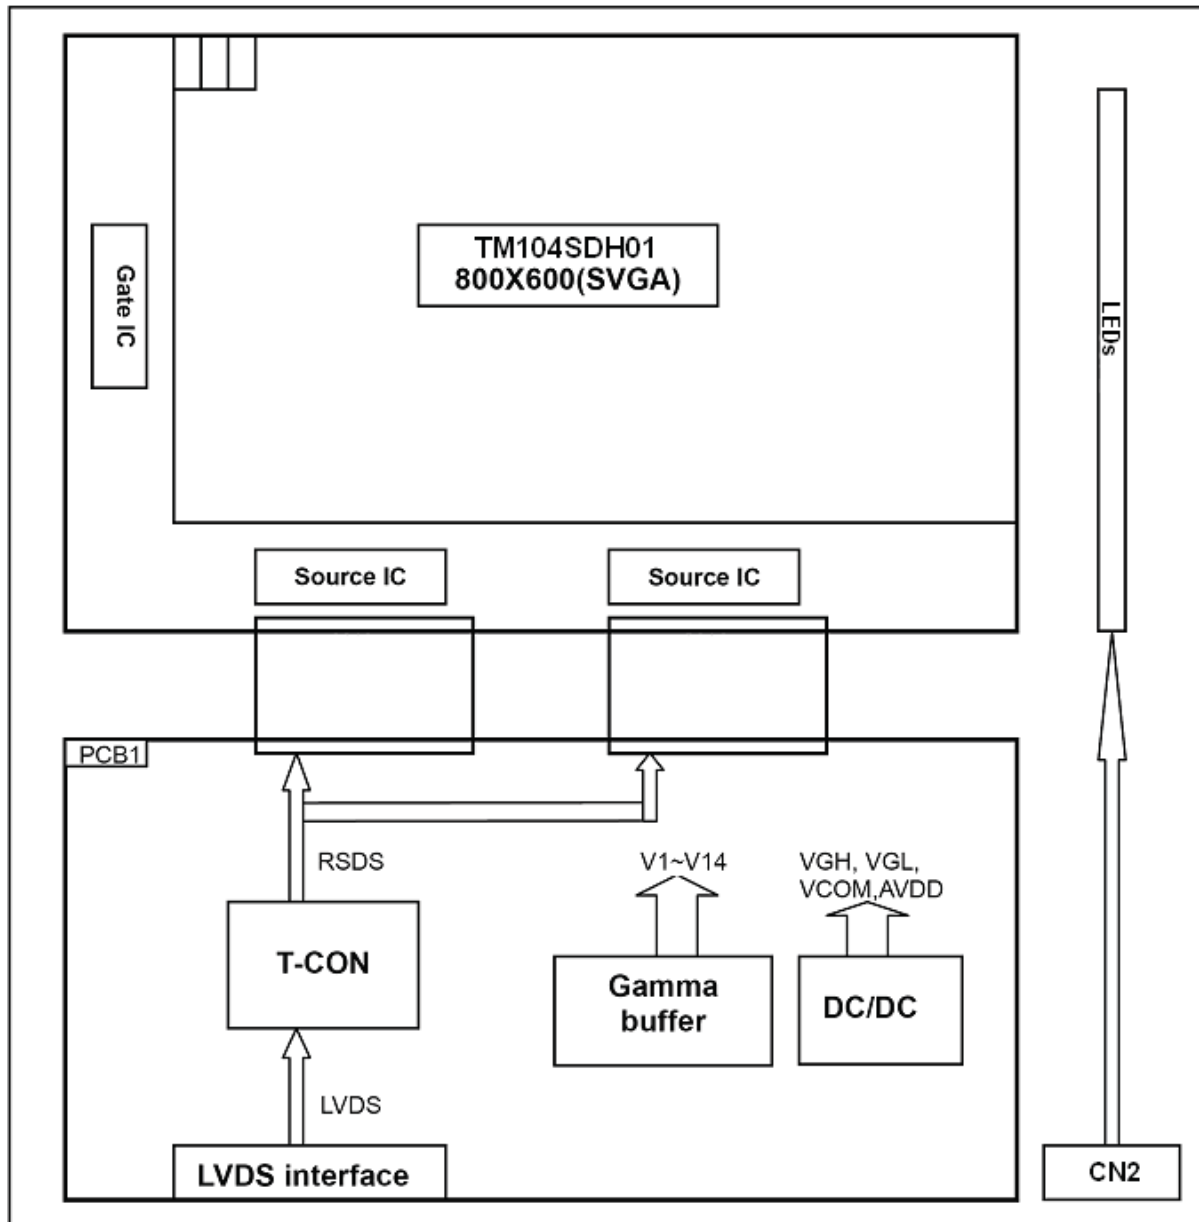 TM104SDH01
800X600(SVGA)
Gate IC
LEDs
Source IC
Source IC
PCB1
RSDS
V1~V14
VGH, VGL,
VCOM,AVDD
T-CON
Gamma
buffer
DC/DC
LVDS
LVDS interface
CN2